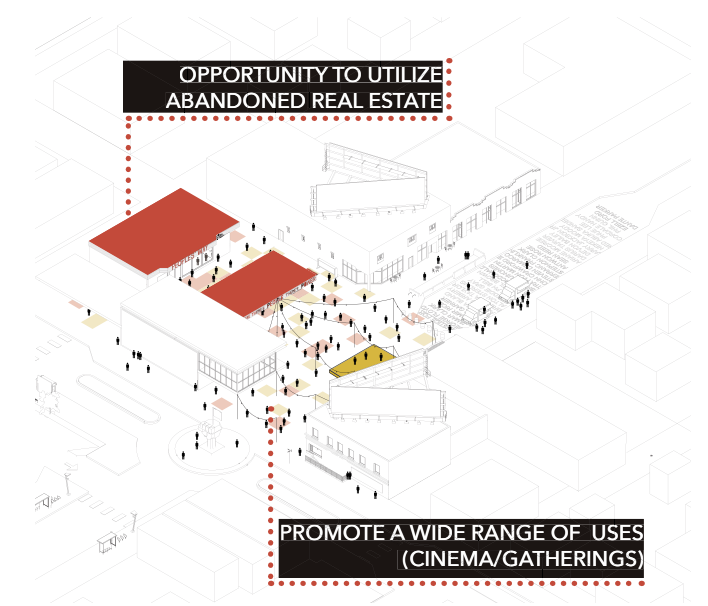 OPPORTUNITY TO UTILIZE
ABANDONED REAL ESTATE
PROMOTE A WIDE RANGE OF USES
(CINEMA/GATHERINGS)